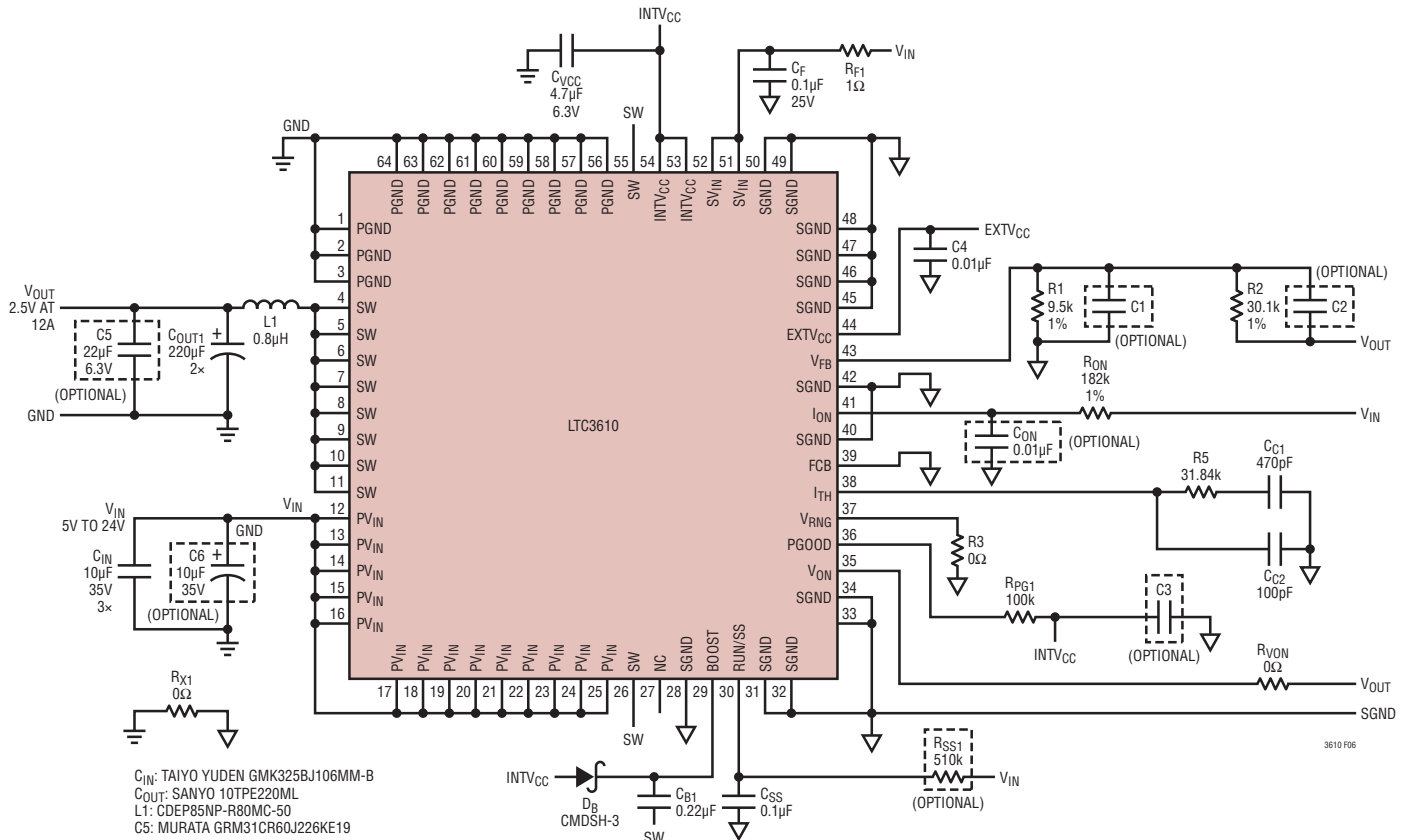 INTVCC
CVCC
4.7µF
6.3V
SW
CF
0.1µF
25V
RF1
1Ω
VIN
GND
64 63 62 61 60 59 58 57 56 55 54 53 52 51 50 49
PGND PGND PGND PGND PGND PGND PGND PGND PGND SW INTVCC INTVCC SVIN SVIN SGND SGND
1 PGND
2 PGND
3 PGND
4 SW
5 SW
6 SW
7 SW
8 SW
9 SW
10 SW
11 SW
12 PVIN
13 PVIN
14 PVIN
15 PVIN
16 PVIN
LTC3610
SGND 48
SGND 47
SGND 46
SGND 45
EXTVCC 44
VFB 43
SGND 42
ION 41
SGND 40
FCB 39
ITH 38
VRNG 37
PGOOD 36
VON 35
SGND 34
33
PVIN PVIN PVIN PVIN PVIN PVIN PVIN PVIN PVIN SW NC SGND BOOST RUN/SS SGND SGND
17 18 19 20 21 22 23 24 25 26 27 28 29 30 31 32
VOUT
2.5V AT
12A
C5
22µF
6.3V
(OPTIONAL)
COUT1
220µF
2×
+
L1
0.8µH
GND
VIN
5V TO 24V
VIN
GND
CIN
10µF
35V
3×
C6
10µF
35V
+
(OPTIONAL)
RX1
0Ω
EXTVCC
C4
0.01µF
R1
9.5k
1%
C1
(OPTIONAL)
R2
30.1k
1%
(OPTIONAL)
C2
VOUT
RON
182k
1%
VIN
CON
0.01µF
(OPTIONAL)
R5
31.84k
CC1
470pF
CC2
100pF
R3
0Ω
RPG1
100k
INTVCC
C3
(OPTIONAL)
RVON
0Ω
VOUT
SGND
3610 F06
SW
INTVCC
DB
CMDSH-3
CB1
0.22µF
SW
CSS
0.1µF
RSS1
510k
(OPTIONAL)
VIN
CIN: TAIYO YUDEN GMK325BJ106MM-B
COUT: SANYO 10TPE220ML
L1: CDEP85NP-R80MC-50
C5: MURATA GRM31CR60J226KE19